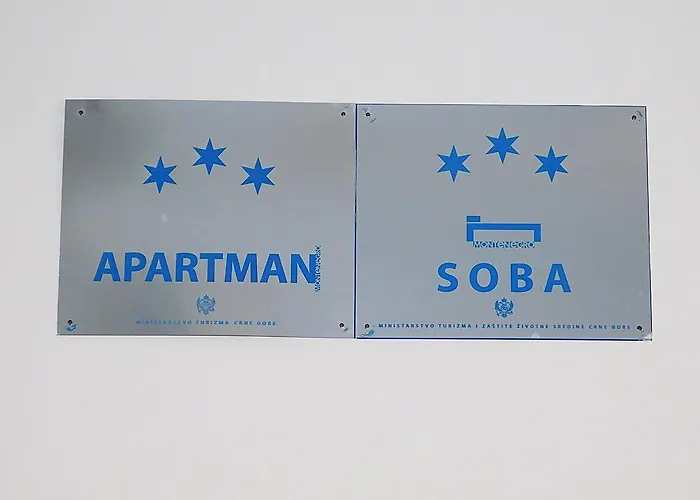 APARTMAN
MONTENEGRO
MINISTARSTVO TURIZMA CRNE GORE
MONTENEGRO
SOBA
MINISTARSTVO TURIZMA I ZAŠTITE ŽIVOTNE SREDINE CRNE GORE